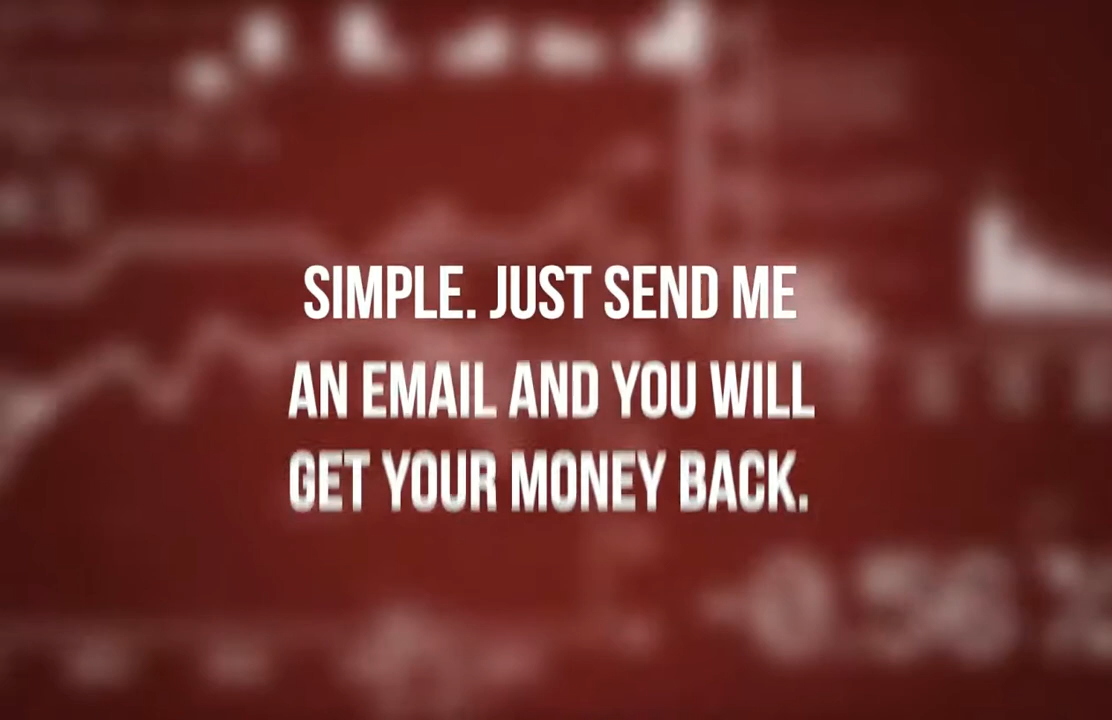 SIMPLE. JUST SEND ME
AN EMAIL AND YOU WILL
GET YOUR MONEY BACK.